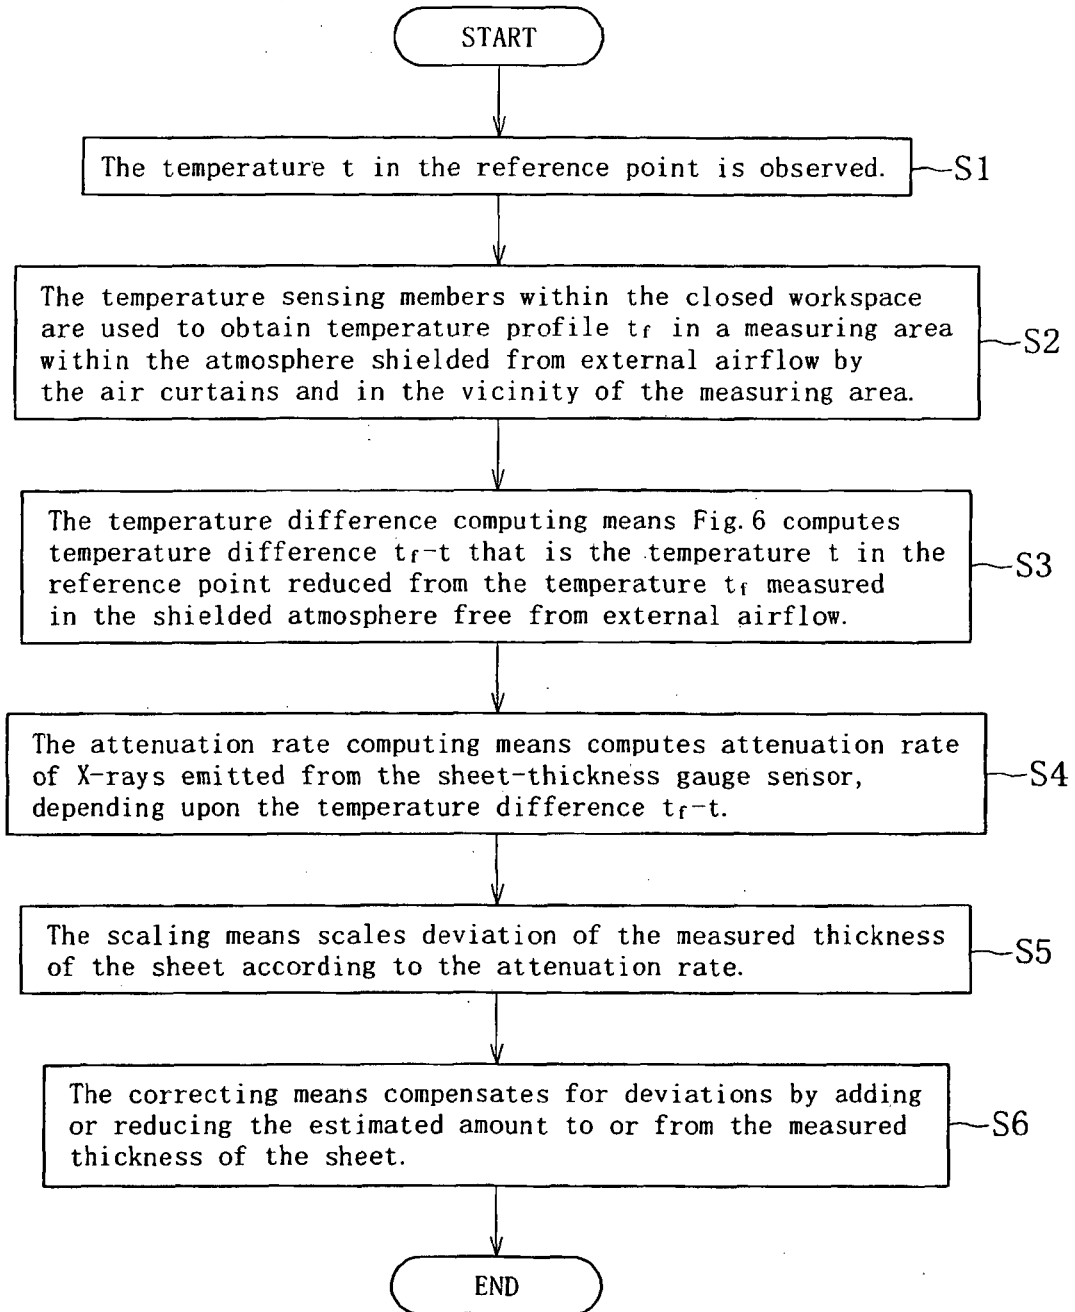 START
The temperature t in the reference point is observed.
S1
The temperature sensing members within the closed workspace
are used to obtain temperature profile tf in a measuring area
within the atmosphere shielded from external airflow by
the air curtains and in the vicinity of the measuring area.
S2
The temperature difference computing means Fig. 6 computes
temperature difference tf-t that is the temperature t in the
reference point reduced from the temperature tf measured
in the shielded atmosphere free from external airflow.
S3
The attenuation rate computing means computes attenuation rate
of X-rays emitted from the sheet-thickness gauge sensor,
depending upon the temperature difference tf-t.
S4
The scaling means scales deviation of the measured thickness
of the sheet according to the attenuation rate.
S5
The correcting means compensates for deviations by adding
or reducing the estimated amount to or from the measured
thickness of the sheet.
S6
END